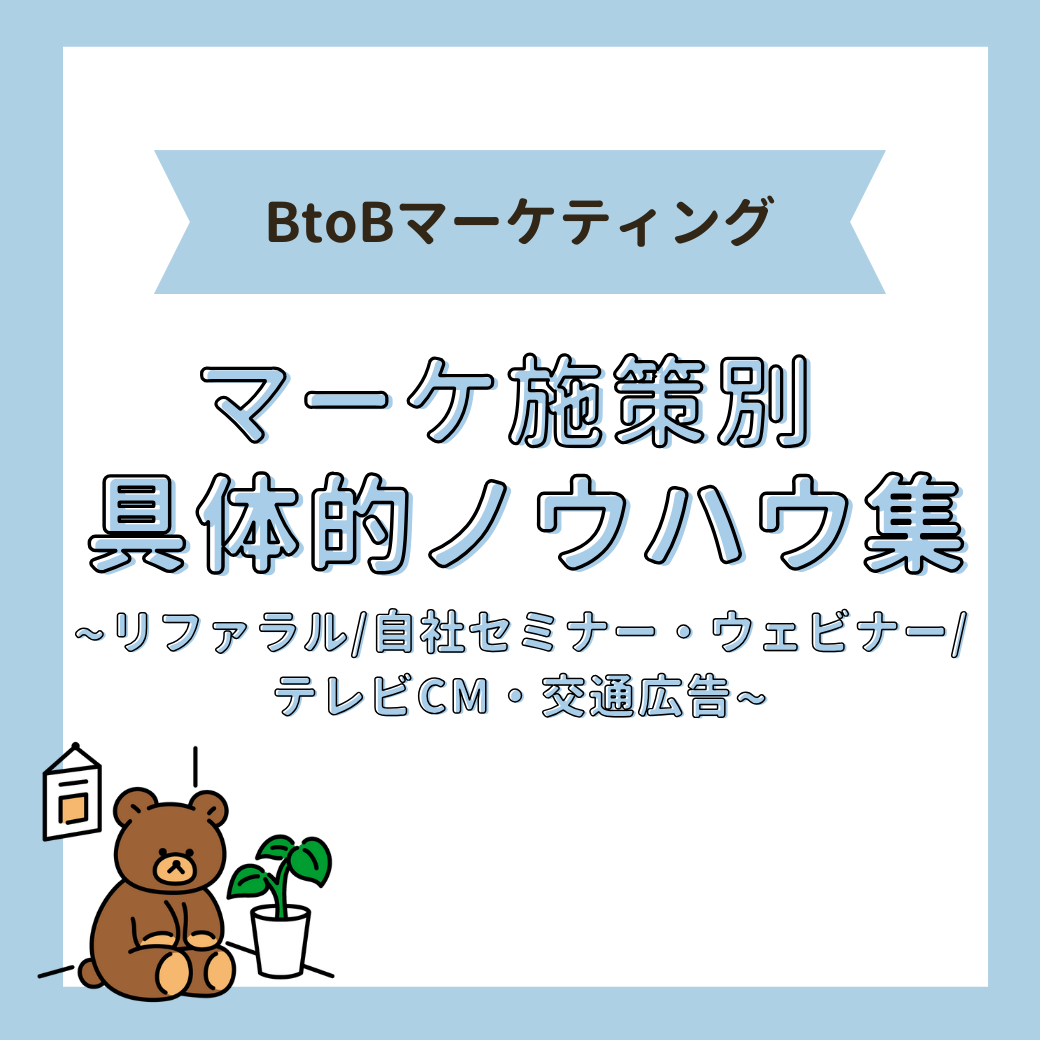 BtoBマーケティング
マーケ施策別
具体的ノウハウ集
~リファラル/自社セミナー・ウェビナー/
テレビCM・交通広告~